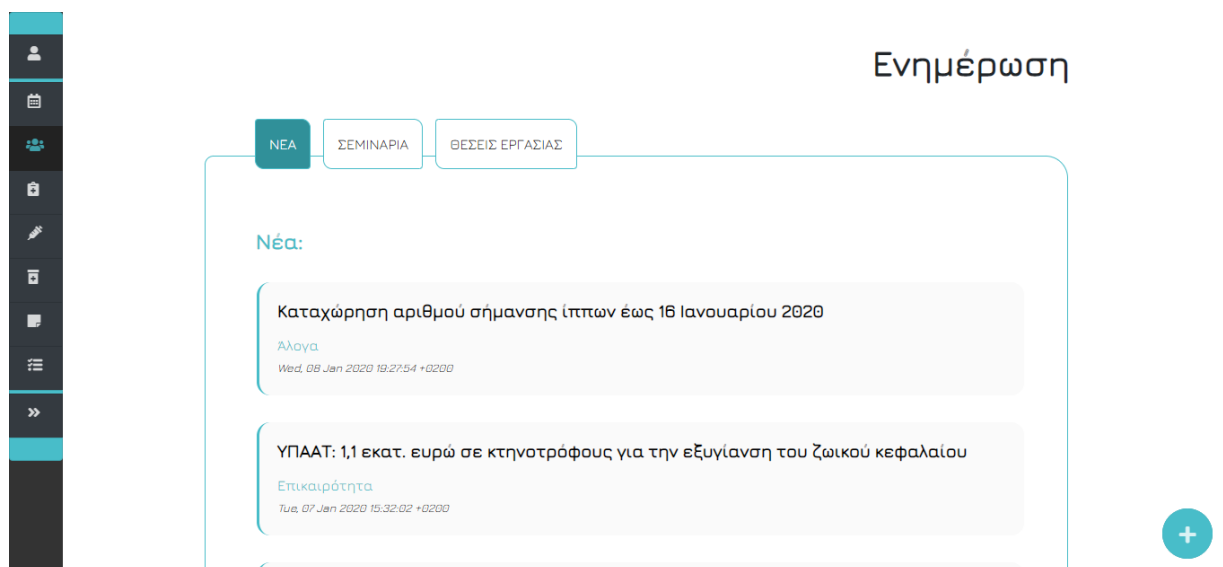 Ενημέρωση
ΝΕΑ
ΣΕΜΙΝΑΡΙΑ
ΘΕΣΕΙΣ ΕΡΓΑΣΙΑΣ
Νέα:
Καταχώρηση αριθμού σήμανσης ίππων έως 16 Ιανουαρίου 2020
Άλογα
Wed, 08 Jan 2020 19:27:54 +0200
ΥΠΑΑΤ: 1,1 εκατ. ευρώ σε κτηνοτρόφους για την εξυγίανση του ζωικού κεφαλαίου
Επικαιρότητα
Tue, 07 Jan 2020 15:32:02 +0200